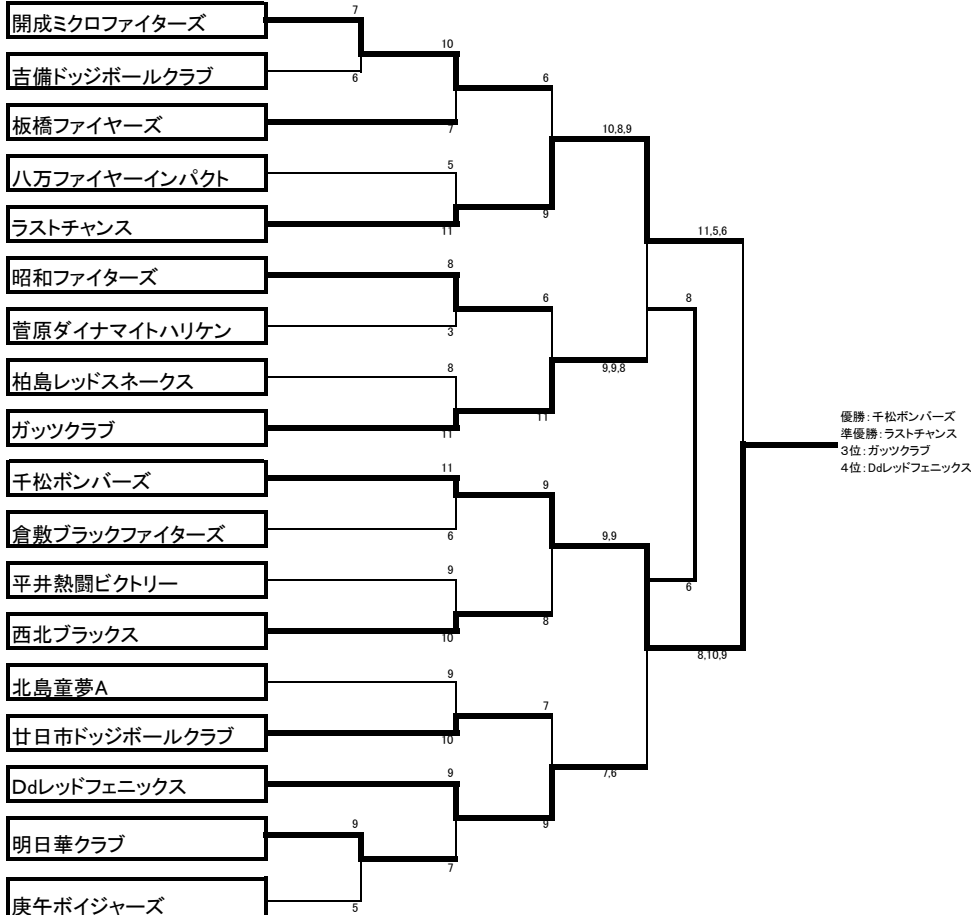 開成ミクロファイターズ
7
10
吉備ドッジボールクラブ
6
6
板橋ファイヤーズ
7
10,8,9
八万ファイヤーインパクト
5
ラストチャンス
11
9
11,5,6
昭和ファイターズ
8
6
8
菅原ダイナマイトハリケン
3
柏島レッドスネークス
8
9,9,8
ガッツクラブ
11
11
優勝：千松ボンバーズ
準優勝：ラストチャンス
3位：ガッツクラブ
4位：Ddレッドフェニックス
千松ボンバーズ
11
9
倉敷ブラックファイターズ
6
9,9
平井熱闘ビクトリー
9
6
西北ブラックス
10
8
8,10,9
北島童夢A
9
7
廿日市ドッジボールクラブ
10
7,6
Ddレッドフェニックス
9
9
明日華クラブ
9
7
庚午ボイジャーズ
5